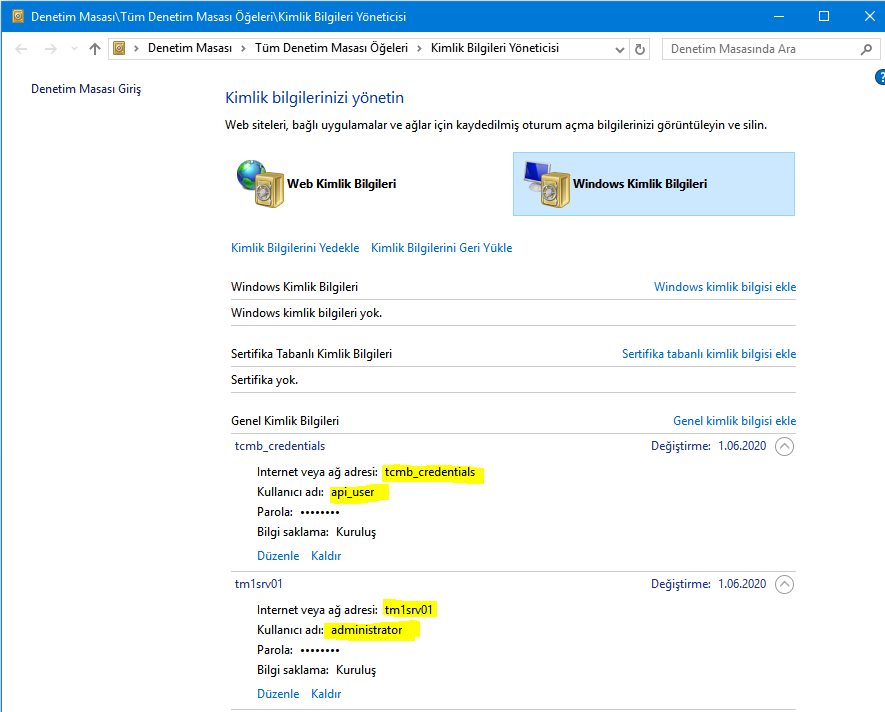 Denetim Masası\Tüm Denetim Masası Öğeleri\Kimlik Bilgileri Yöneticisi
Denetim Masası > Tüm Denetim Masası Öğeleri > Kimlik Bilgileri Yöneticisi
Denetim Masasında Ara
Denetim Masası Giriş
?
Kimlik bilgilerinizi yönetin
Web siteleri, bağlı uygulamalar ve ağlar için kaydedilmiş oturum açma bilgilerinizi görüntüleyin ve silin.
Web Kimlik Bilgileri
Windows Kimlik Bilgileri
Kimlik Bilgilerini Yedekle Kimlik Bilgilerini Geri Yükle
Windows Kimlik Bilgileri Windows kimlik bilgisi ekle
Windows kimlik bilgileri yok.
Sertifika Tabanlı Kimlik Bilgileri Sertifika tabanlı kimlik bilgisi ekle
Sertifika yok.
Genel Kimlik Bilgileri Genel kimlik bilgisi ekle
tcmb_credentials Değiştirme: 1.06.2020
Internet veya ağ adresi: tcmb_credentials
Kullanıcı adı: api_user
Parola: ••••••••
Bilgi saklama: Kuruluş
Düzenle Kaldır
tm1srv01 Değiştirme: 1.06.2020
Internet veya ağ adresi: tm1srv01
Kullanıcı adı: administrator
Parola: ••••••••
Bilgi saklama: Kuruluş
Düzenle Kaldır